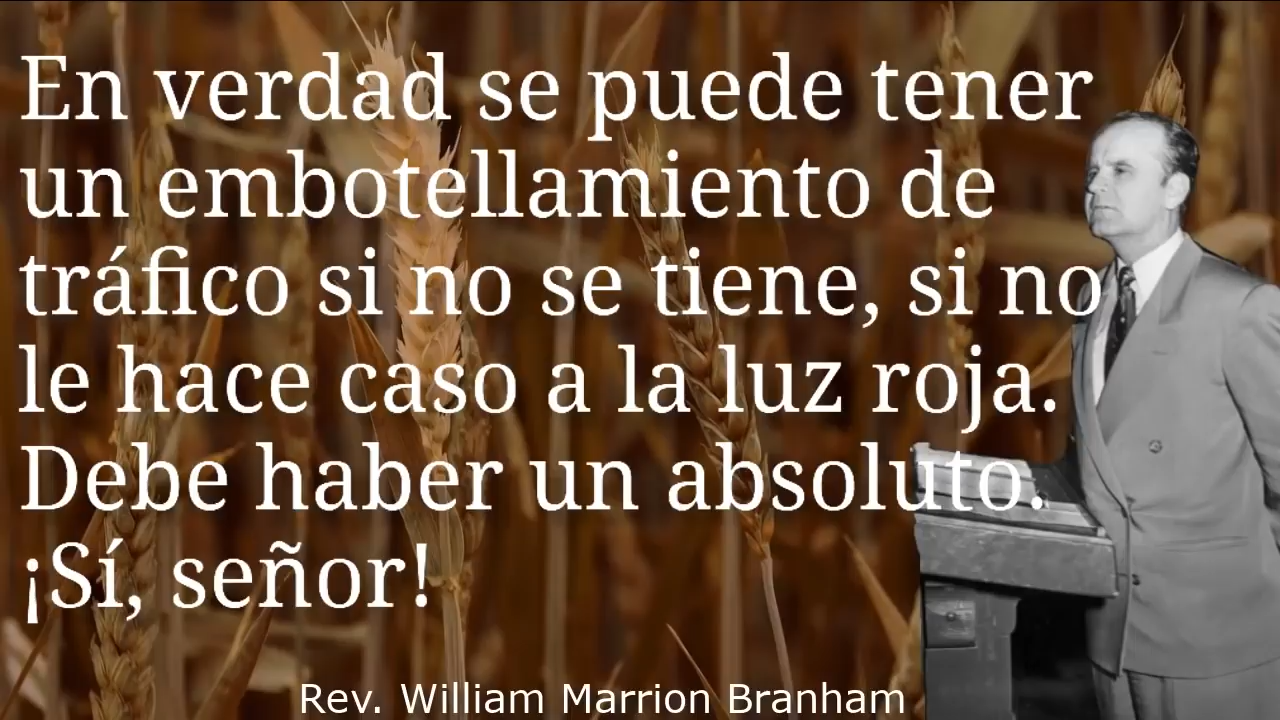 En verdad se puede tener
un embotellamiento de
tráfico si no se tiene, si no
le hace caso a la luz roja.
Debe haber un absoluto.
¡Sí, señor!
Rev. William Marrion Branham